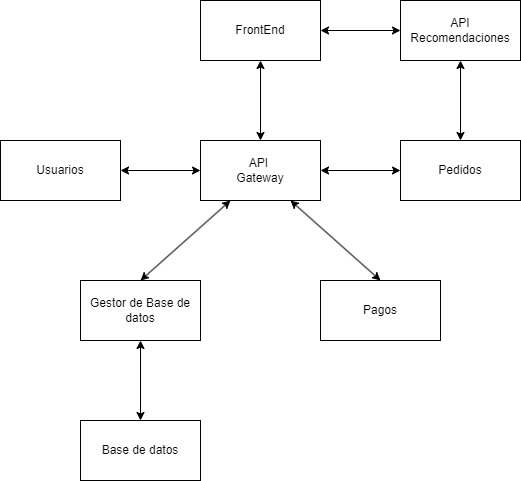 FrontEnd
API
Recomendaciones
Usuarios
API
Gateway
Pedidos
Gestor de Base de
datos
Pagos
Base de datos